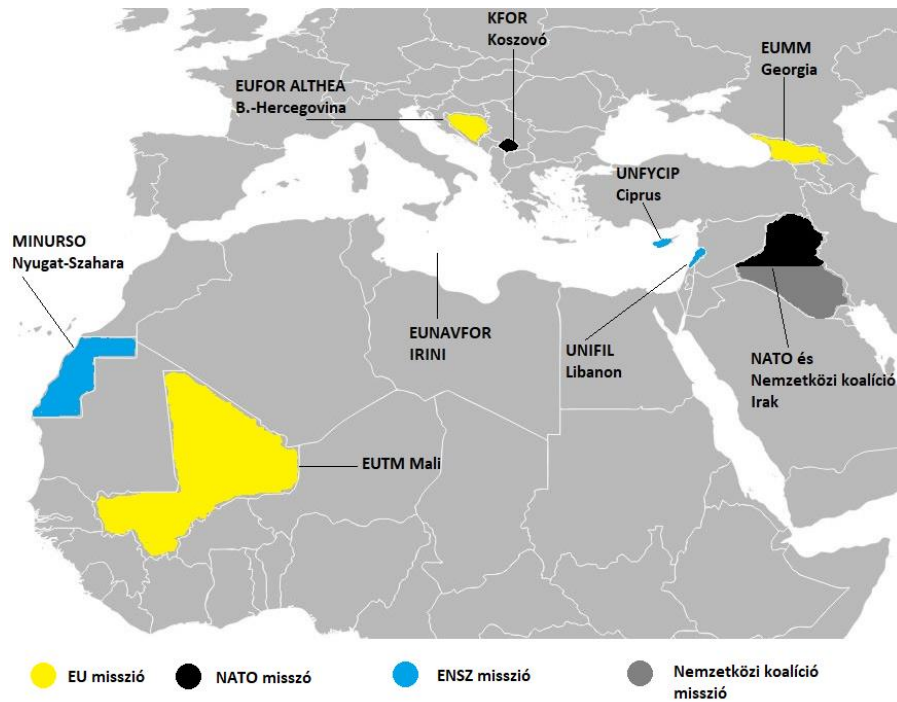 KFOR
Koszovó
EUMM
Georgia
EUFOR ALTHEA
B.-Hercegovina
UNFYCIP
Ciprus
MINURSO
Nyugat-Szahara
EUNAVFOR
IRINI
UNIFIL
Libanon
NATO és
Nemzetközi koalíció
Irak
EUTM Mali
EU misszió
NATO misszó
ENSZ misszió
Nemzetközi koalíció
misszió